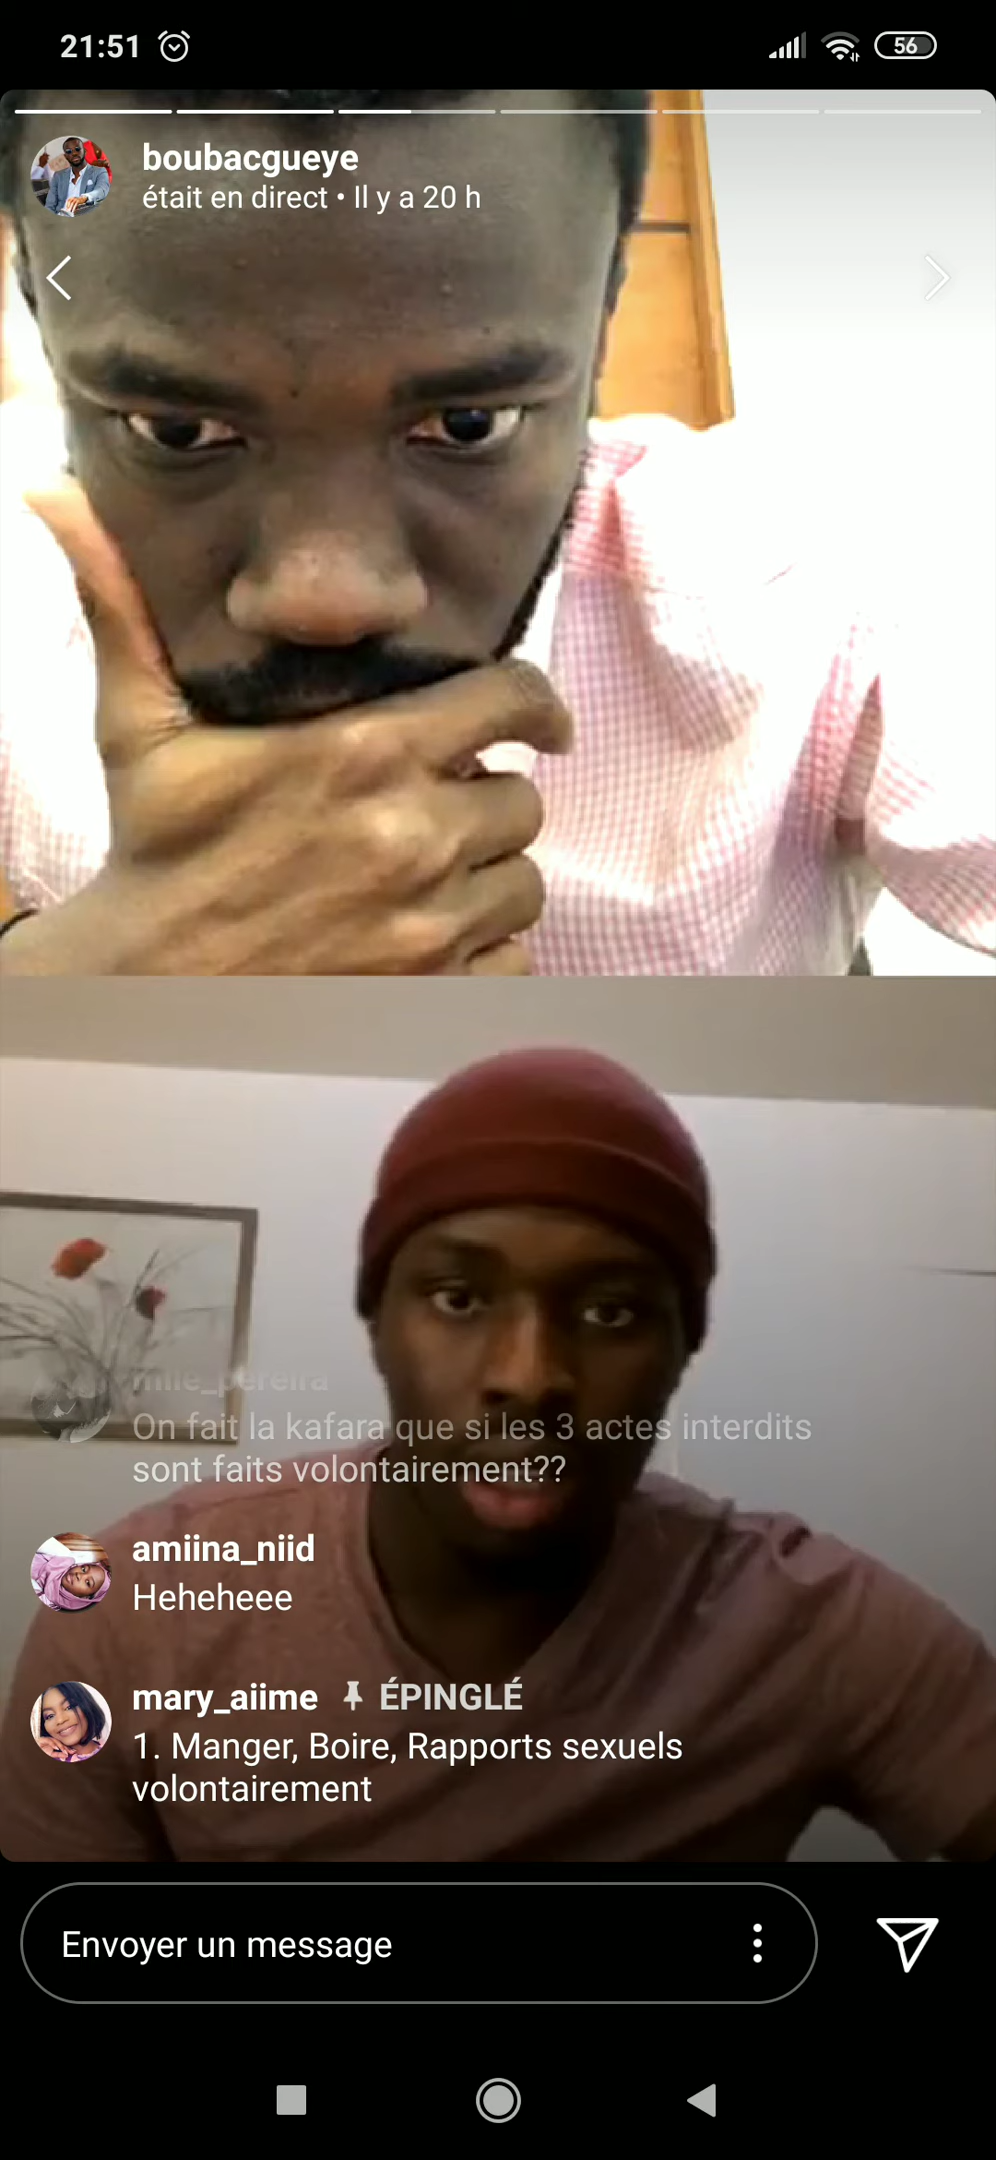 21:51
56
boubacgueye
était en direct • Il y a 20 h
mlle_pereira
On fait la kafara que si les 3 actes interdits
sont faits volontairement??
amiina_niid
Heheheee
mary_aiime ÉPINGLÉ
1. Manger, Boire, Rapports sexuels
volontairement
Envoyer un message